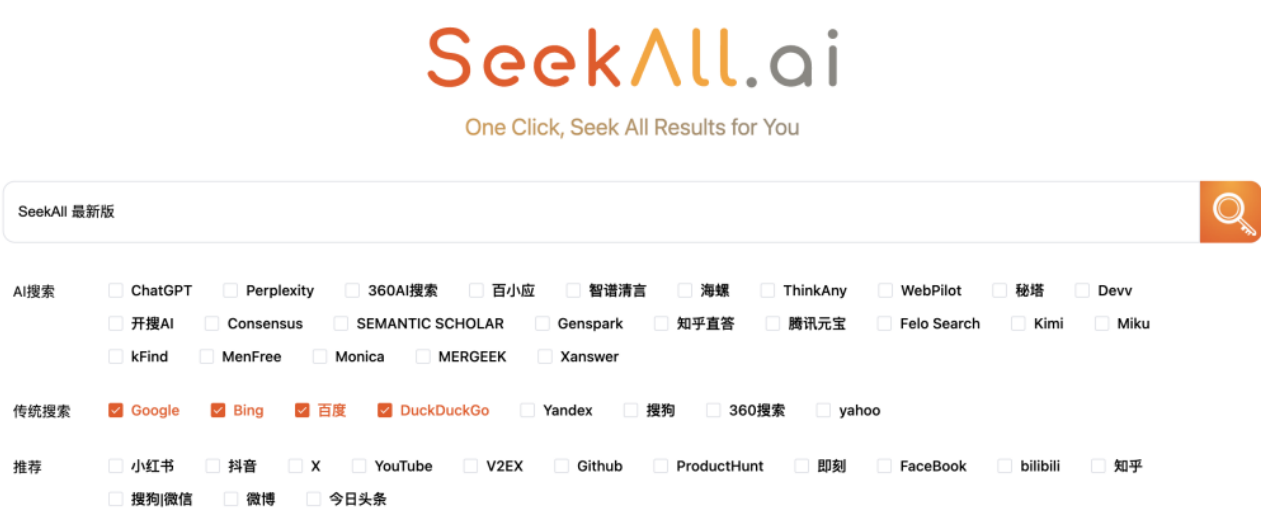 SeekAll.ai
One Click, Seek All Results for You
SeekAll 最新版
AI搜索 ChatGPT Perplexity 360AI搜索 百小应 智谱清言 海螺 ThinkAny WebPilot 秘塔 Devv
开搜AI Consensus SEMANTIC SCHOLAR Genspark 知乎直答 腾讯元宝 Felo Search Kimi Miku
kFind MenFree Monica MERGEEK Xanswer
传统搜索 Google Bing 百度 DuckDuckGo Yandex 搜狗 360搜索 yahoo
推荐 小红书 抖音 X YouTube V2EX Github ProductHunt 即刻 FaceBook bilibili 知乎
搜狗|微信 微博 今日头条